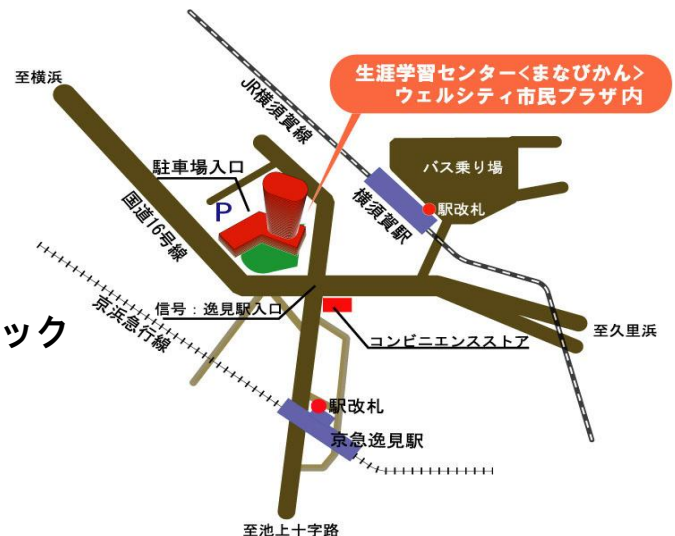 至横浜
JR横須賀線
生涯学習センター<まなびかん>
ウェルシティ市民プラザ内
駐車場入口
P
バス乗り場
横須賀駅
駅改札
国道16号線
信号：逸見駅入口
京浜急行線
ック
コンビニエンスストア
至久里浜
駅改札
京急逸見駅
至池上十字路